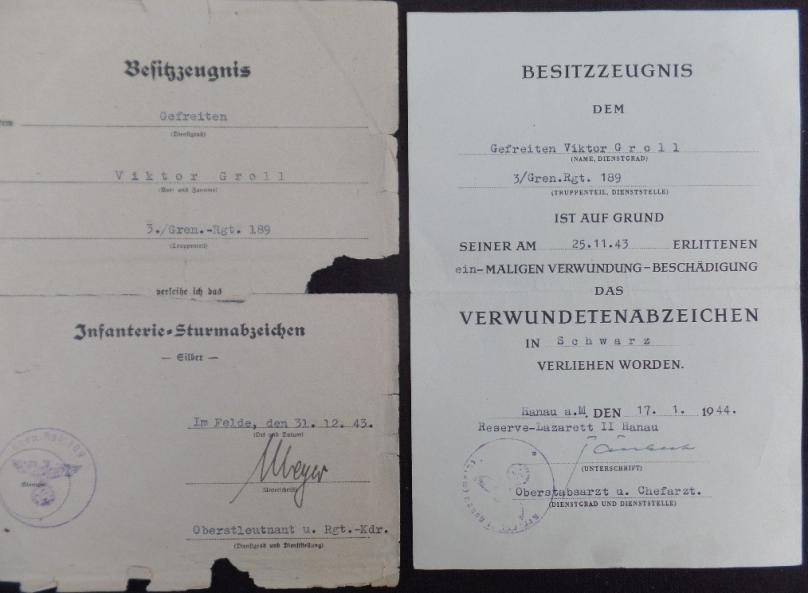 Besitzzeugnis
Gefreiten
(Dienstgrad)
Viktor Groll
(Vor- und Zuname)
3./Gren.-Rgt. 189
(Truppenteil)
verleihe ich das
Infanterie-Sturmabzeichen
— Silber —
Im Felde, den 31. 12. 43.
(Ort und Datum)
Meyer
(Unterschrift)
Oberstleutnant u. Rgt.-Kdr.
(Dienstgrad und Dienststellung)
BESITZZEUGNIS
DEM
Gefreiten Viktor Groll
(NAME, DIENSTGRAD)
3/Gren.Rgt. 189
(TRUPPENTEIL, DIENSTSTELLE)
IST AUF GRUND
SEINER AM 25.11.43 ERLITTENEN
ein-MALIGEN VERWUNDUNG-BESCHÄDIGUNG
DAS
VERWUNDETENABZEICHEN
IN Schwarz
VERLIEHEN WORDEN.
Hanau a.M. DEN 17. 1. 1944.
Reserve-Lazarett II Hanau
(UNTERSCHRIFT)
Oberstabsarzt u. Chefarzt.
(DIENSTGRAD UND DIENSTSTELLE)